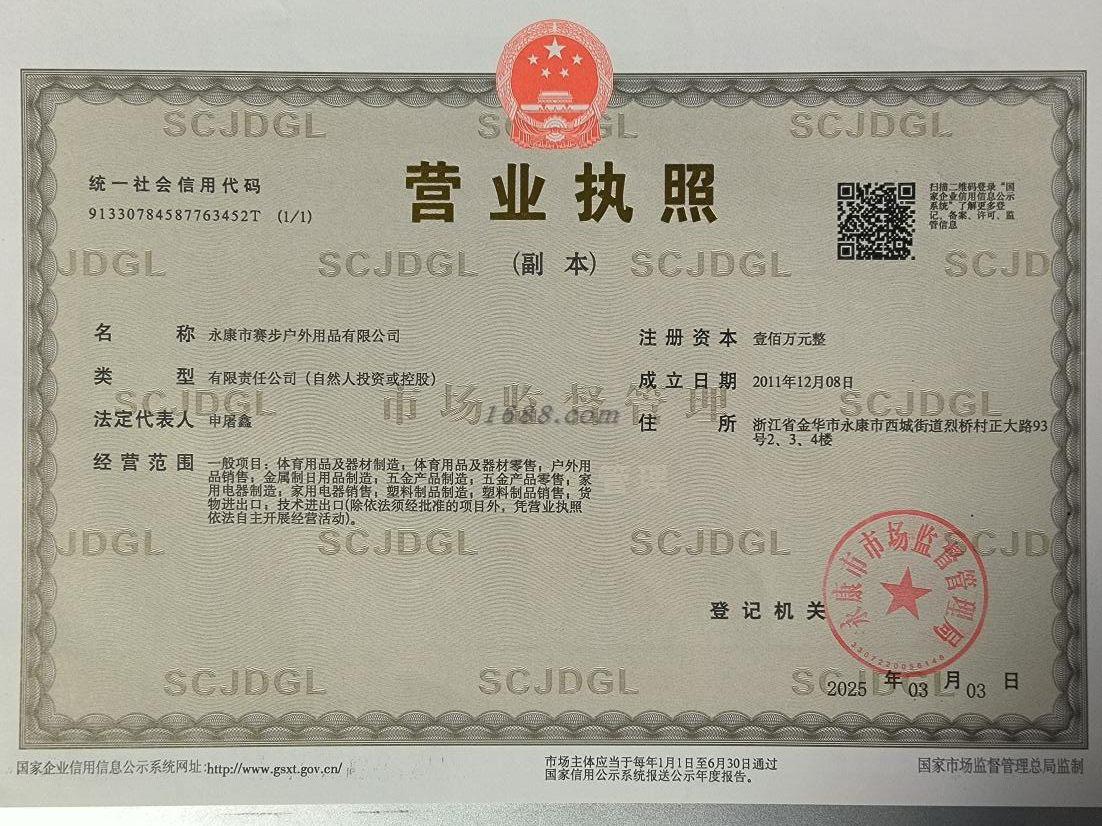 营业执照
(副 本)
统一社会信用代码
91330784587763452T (1/1)
扫描二维码登录“国
家企业信用信息公示
系统”了解更多登
记、备案、许可、监
管信息
名 称 永康市赛步户外用品有限公司
类 型 有限责任公司(自然人投资或控股)
法定代表人 申屠鑫
经营范围 一般项目:体育用品及器材制造;体育用品及器材零售;户外用
品销售;金属制日用品制造;五金产品制造;五金产品零售;家
用电器制造;家用电器销售;塑料制品制造;塑料制品销售;货
物进出口;技术进出口(除依法须经批准的项目外,凭营业执照
依法自主开展经营活动)。
注册资本 壹佰万元整
成立日期 2011年12月08日
住 所 浙江省金华市永康市西城街道烈桥村正大路93
号2、3、4楼
SCJDGL
市场监督管理
1688.com
登记机关
永康市市场监督管理局
2025 年 03 月 03 日
国家企业信用信息公示系统网址:http://www.gsxt.gov.cn/
市场主体应当于每年1月1日至6月30日通过
国家信用公示系统报送公示年度报告。
国家市场监督管理总局监制